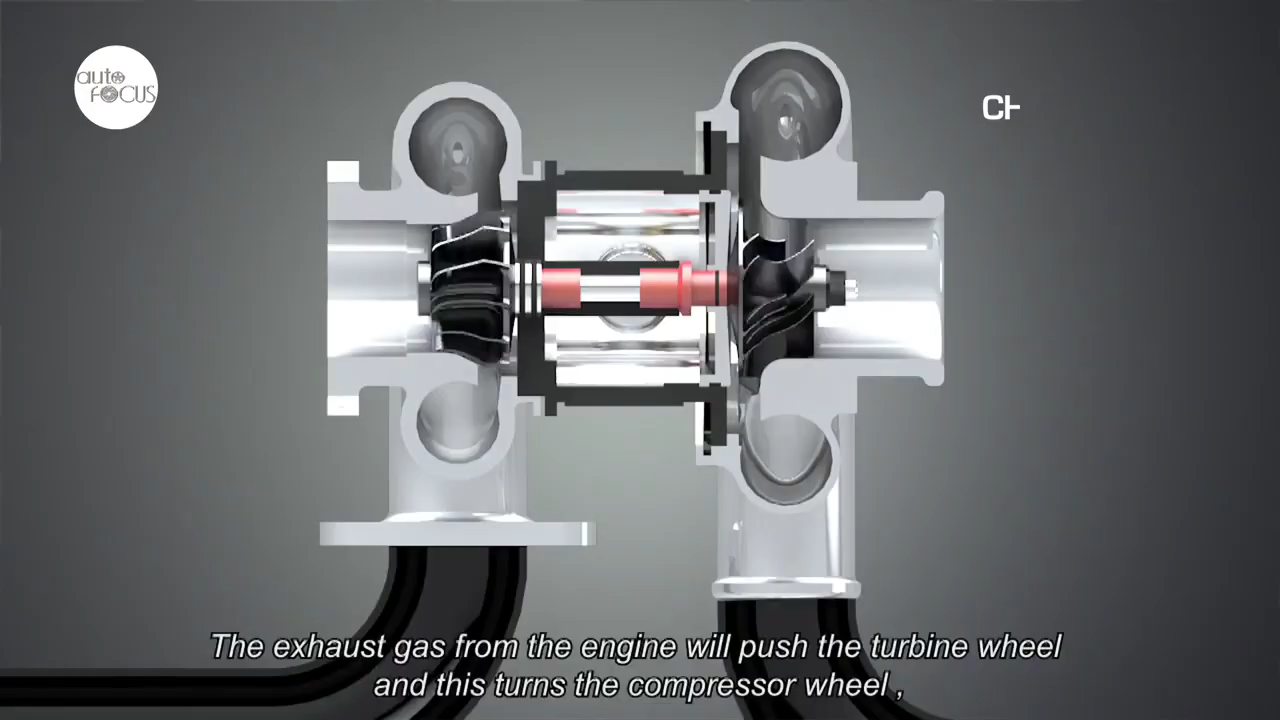 auto
FOCUS
CH
The exhaust gas from the engine will push the turbine wheel
and this turns the compressor wheel ,